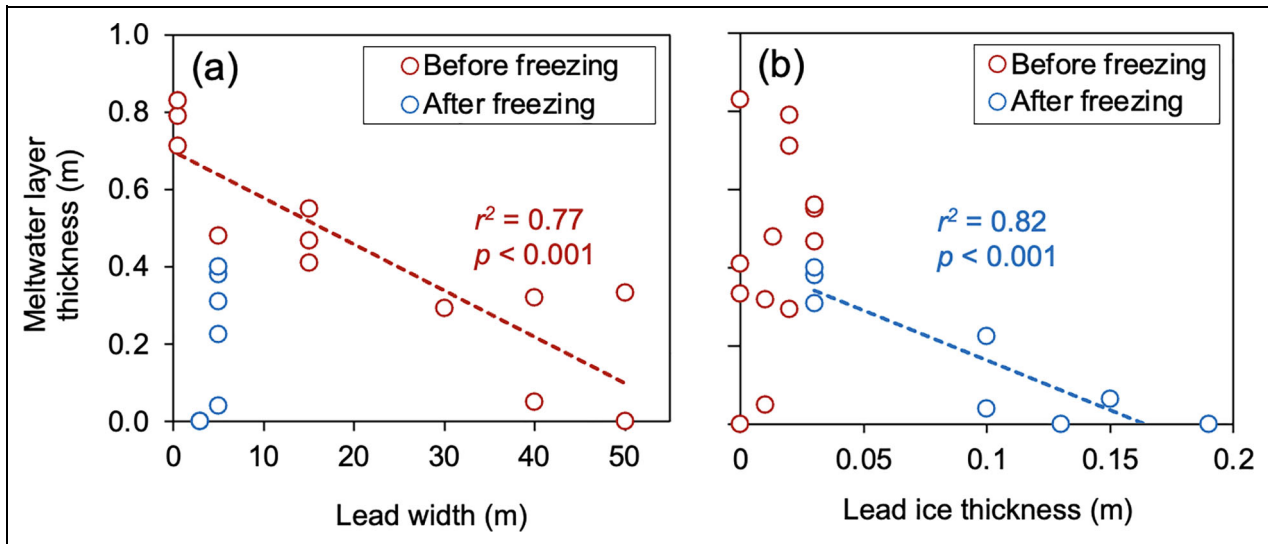 (a)
Before freezing
After freezing
r² = 0.77
p < 0.001
Meltwater layer
thickness (m)
1.0
0.8
0.6
0.4
0.2
0.0
0 10 20 30 40 50
Lead width (m)
(b)
Before freezing
After freezing
r² = 0.82
p < 0.001
0 0.05 0.1 0.15 0.2
Lead ice thickness (m)